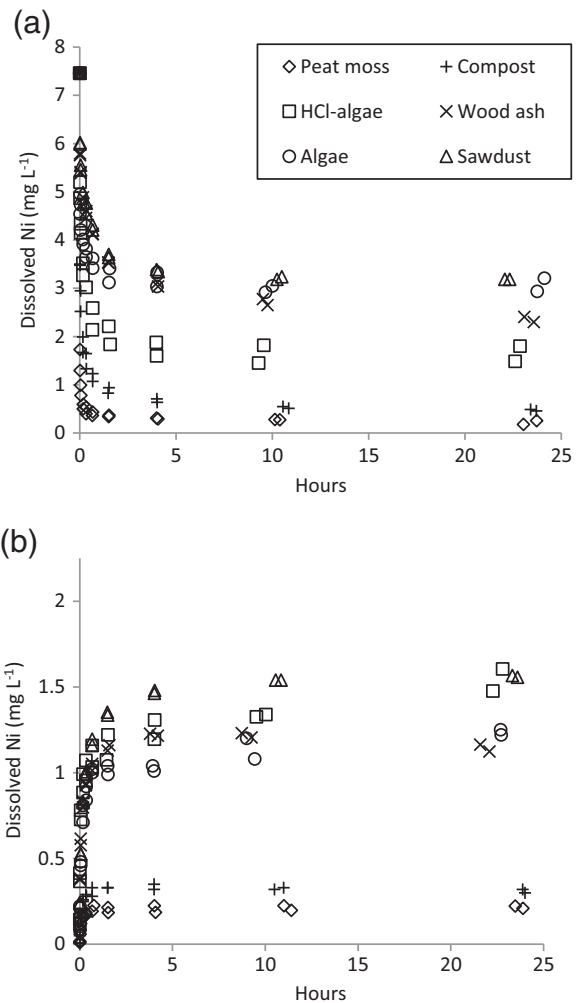 (a)
8
7
6
5
4
3
2
1
0
Dissolved Ni (mg L-1)
Peat moss Compost
HCl-algae Wood ash
Algae Sawdust
0 5 10 15 20 25
Hours
(b)
2
1.5
1
0.5
0
Dissolved Ni (mg L-1)
0 5 10 15 20 25
Hours